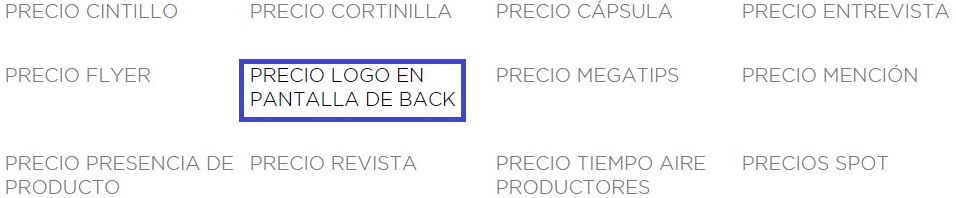 PRECIO CINTILLO
PRECIO CORTINILLA
PRECIO CÁPSULA
PRECIO ENTREVISTA
PRECIO FLYER
PRECIO LOGO EN
PANTALLA DE BACK
PRECIO MEGATIPS
PRECIO MENCIÓN
PRECIO PRESENCIA DE
PRODUCTO
PRECIO REVISTA
PRECIO TIEMPO AIRE
PRODUCTORES
PRECIOS SPOT